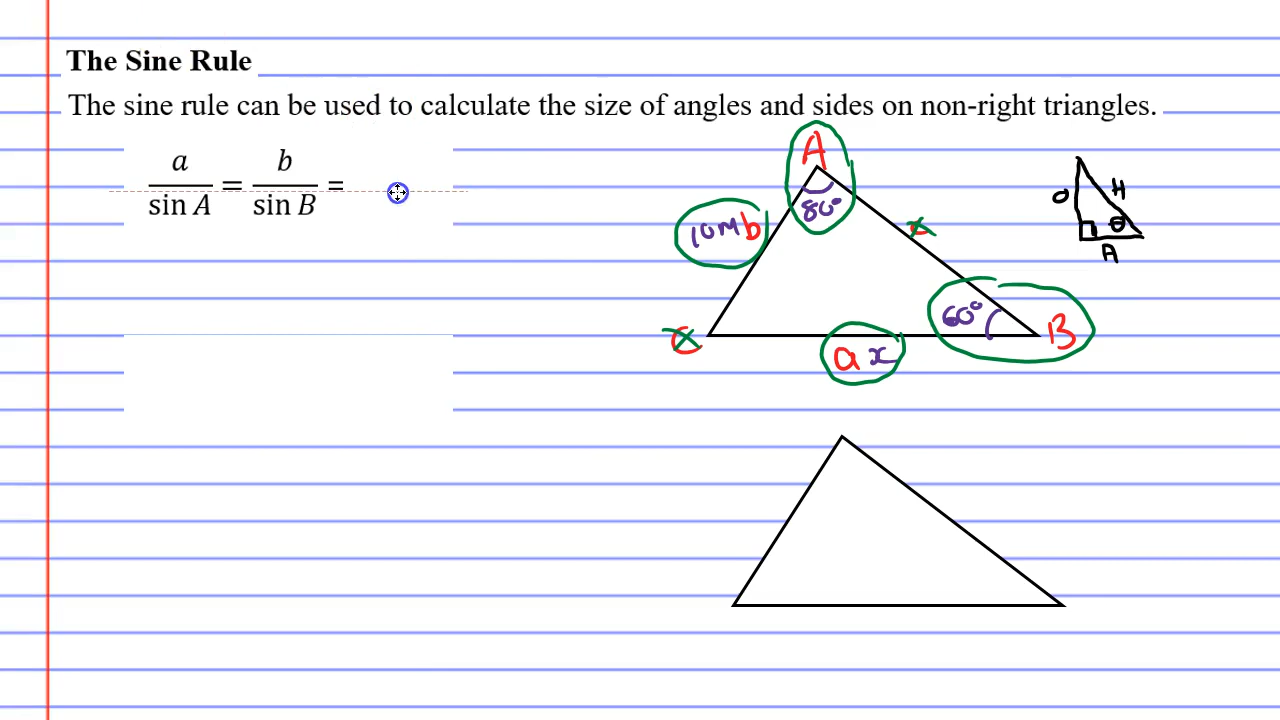 The Sine Rule
The sine rule can be used to calculate the size of angles and sides on non-right triangles.
a/sin A = b/sin B =
A
80°
10m b
c
O
H
θ
A
60°
B
C
a x